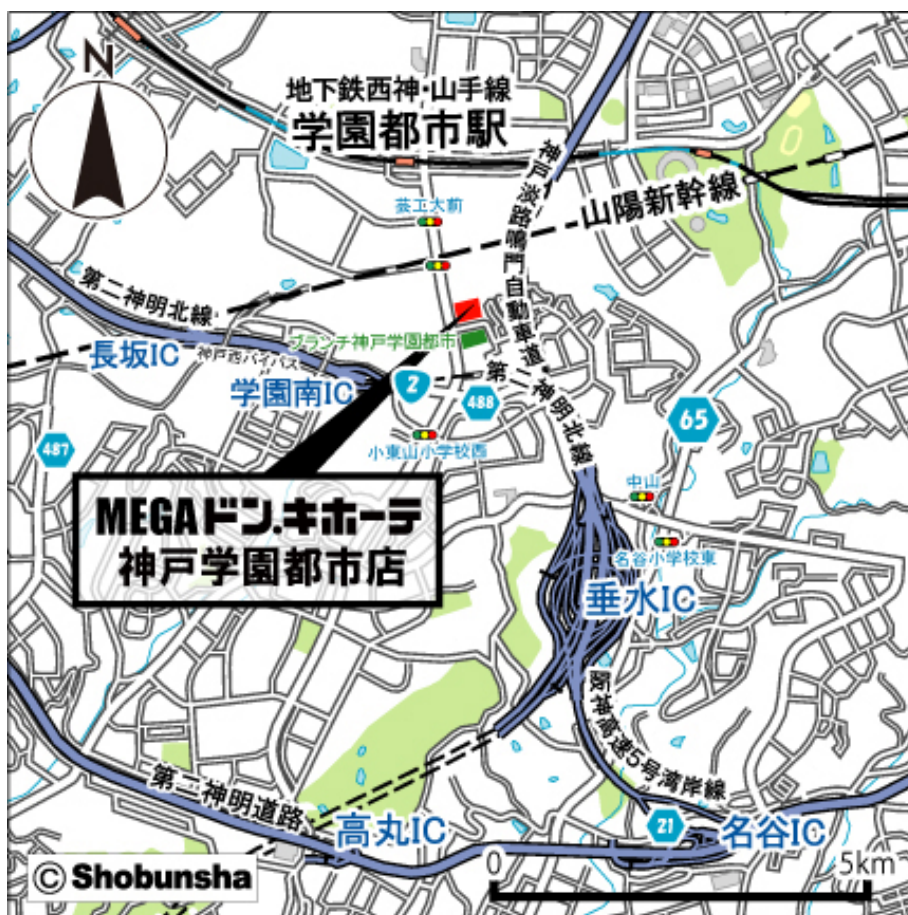 N
地下鉄西神・山手線
学園都市駅
芸工大前
神戸淡路鳴門自動車道・第二神明北線
山陽新幹線
第二神明北線
長坂IC
神戸西バイパス
ブランチ神戸学園都市
学園南IC
2
488
65
487
小東山小学校西
MEGAドン.キホーテ
神戸学園都市店
中山
名谷小学校東
垂水IC
阪神高速5号湾岸線
第二神明道路
高丸IC
21
名谷IC
© Shobunsha
0
5km